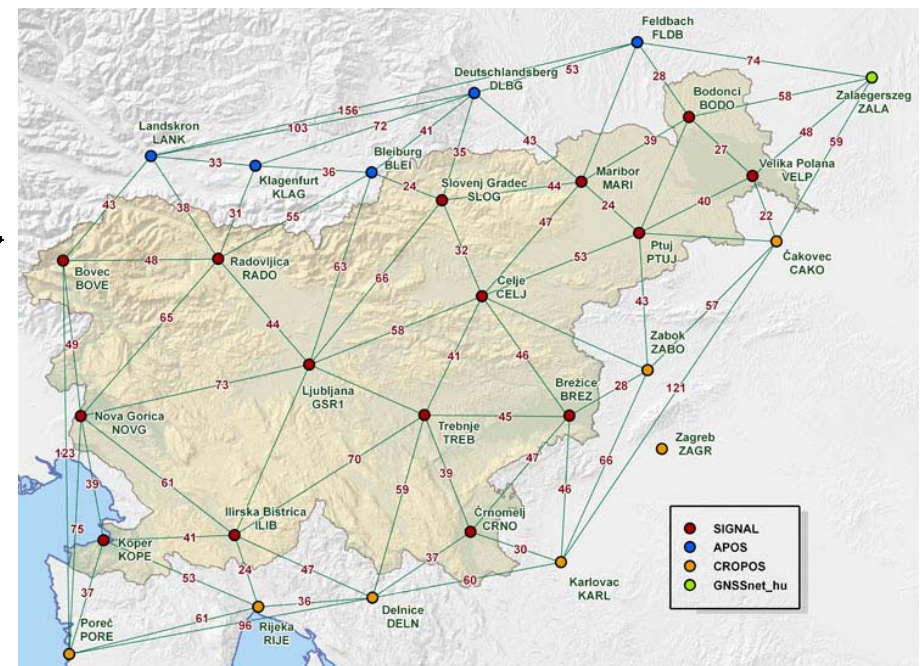 Feldbach
FLDB
53
74
Deutschlandsberg
DLBG
28
Zalaegerszeg
ZALA
156
Bodonci
BODO
58
103
72
41
43
39
48
59
Landskron
LANK
33
Klagenfurt
KLAG
36
Bleiburg
BLEI
35
27
Velika Polana
VELP
24
Slovenj Gradec
SLOG
44
Maribor
MARI
43
38
31
55
24
40
22
Bovec
BOVE
48
Radovljica
RADO
63
66
32
47
53
Ptuj
PTUJ
Čakovec
CAKO
65
44
58
Celje
CELJ
43
57
49
73
Ljubljana
GSR1
41
46
Zabok
ZABO
121
Nova Gorica
NOVG
Trebnje
TREB
45
Brežice
BREZ
28
123
39
61
70
59
39
47
46
66
Zagreb
ZAGR
75
Koper
KOPE
41
Ilirska Bistrica
ILIB
Črnomelj
CRNO
37
53
24
47
37
30
60
Karlovac
KARL
Poreč
PORE
61
96
36
Rijeka
RIJE
Delnice
DELN
SIGNAL
APOS
CROPOS
GNSSnet_hu